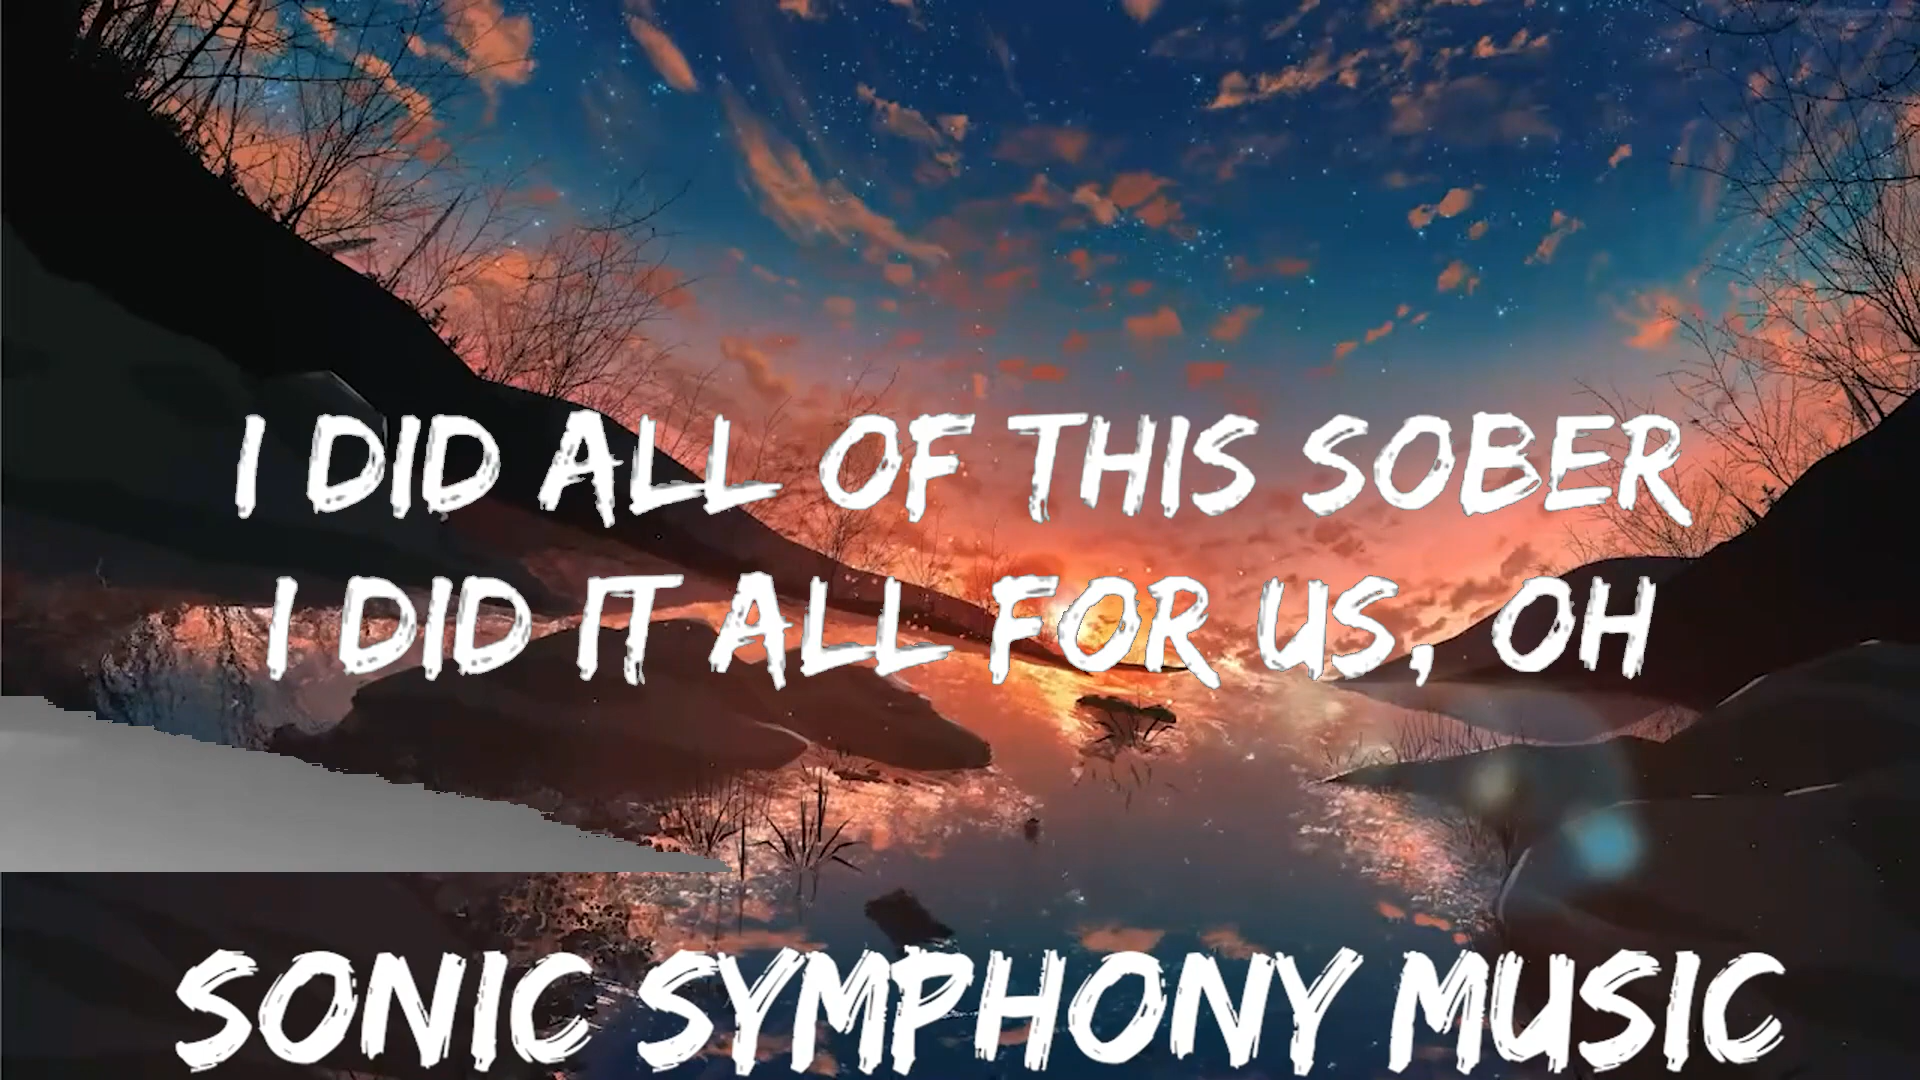 I DID ALL OF THIS SOBER
I DID IT ALL FOR US, OH
SONIC SYMPHONY MUSIC